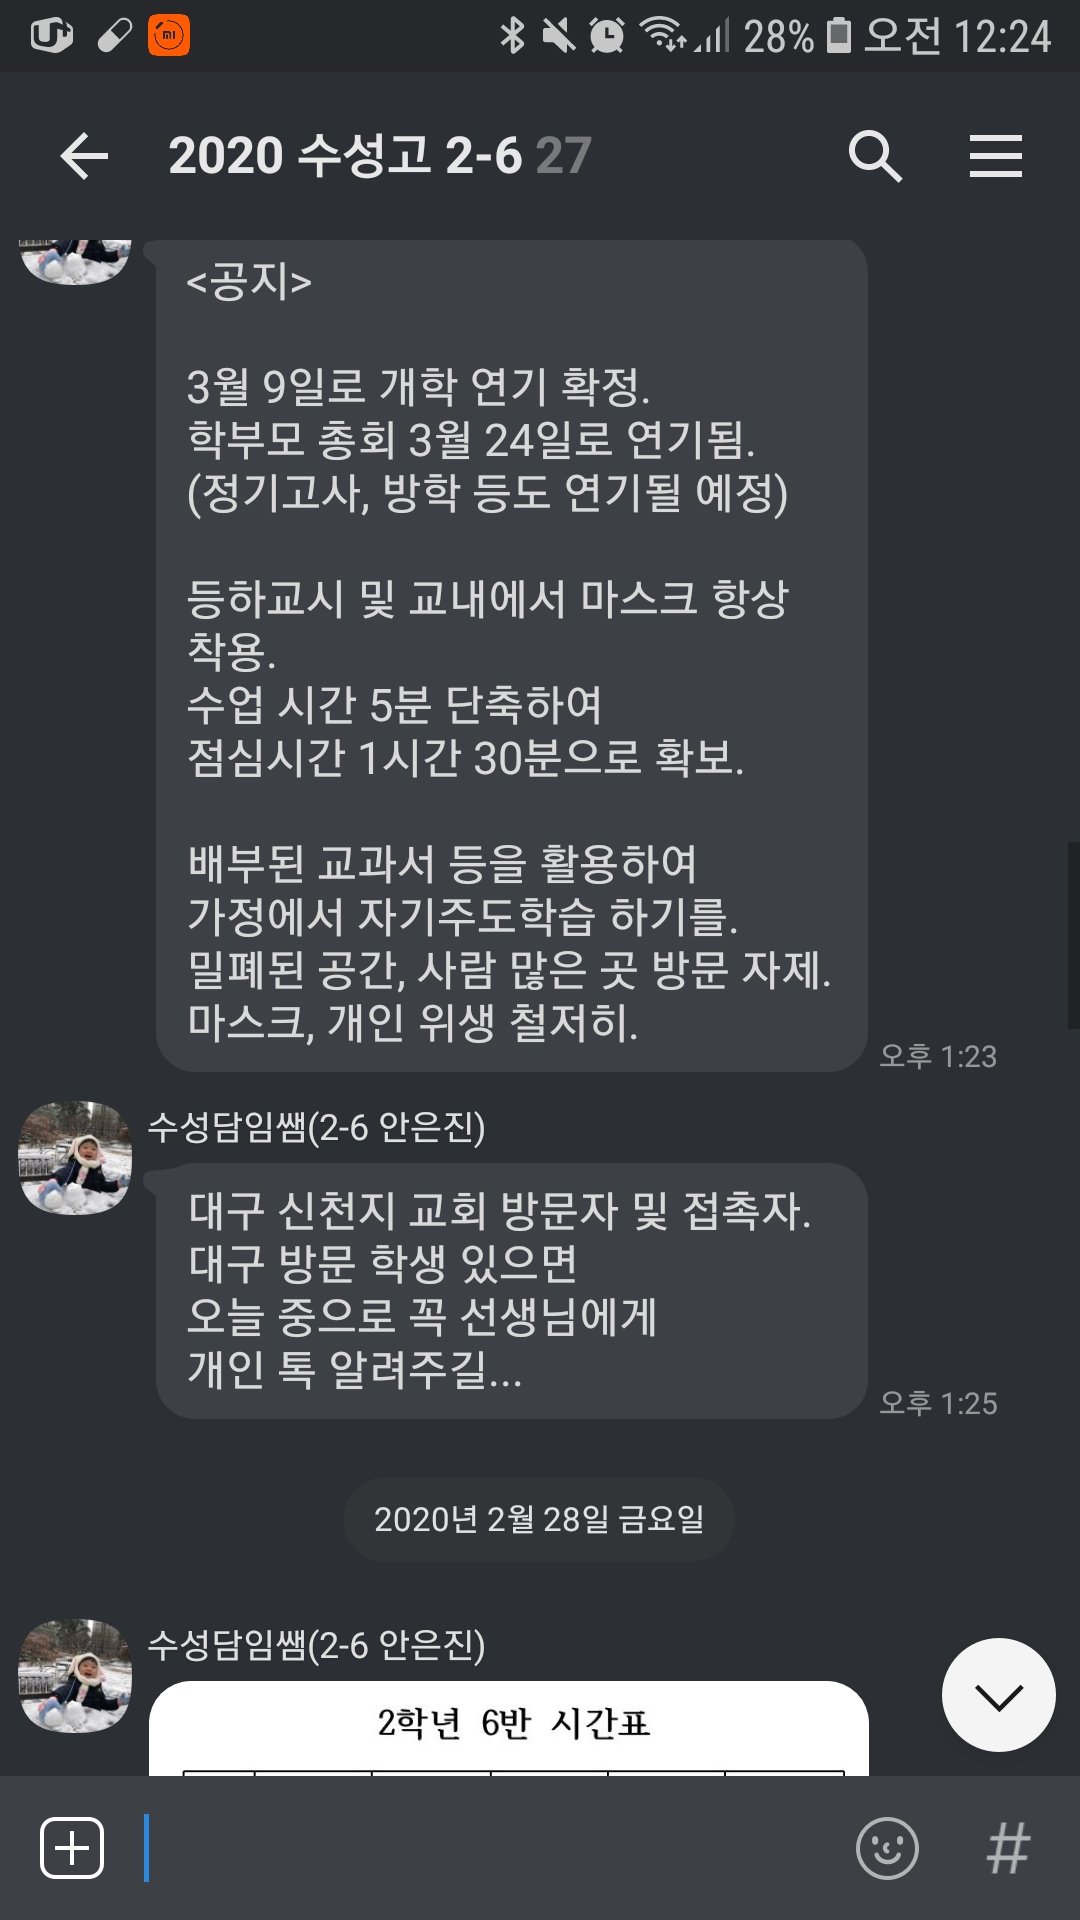 28% 오전 12:24
2020 수성고 2-6 27
<공지>
3월 9일로 개학 연기 확정.
학부모 총회 3월 24일로 연기됨.
(정기고사, 방학 등도 연기될 예정)
등하교시 및 교내에서 마스크 항상
착용.
수업 시간 5분 단축하여
점심시간 1시간 30분으로 확보.
배부된 교과서 등을 활용하여
가정에서 자기주도학습 하기를.
밀폐된 공간, 사람 많은 곳 방문 자제.
마스크, 개인 위생 철저히.
오후 1:23
수성담임쌤(2-6 안은진)
대구 신천지 교회 방문자 및 접촉자.
대구 방문 학생 있으면
오늘 중으로 꼭 선생님에게
개인 톡 알려주길...
오후 1:25
2020년 2월 28일 금요일
수성담임쌤(2-6 안은진)
2학년 6반 시간표
#